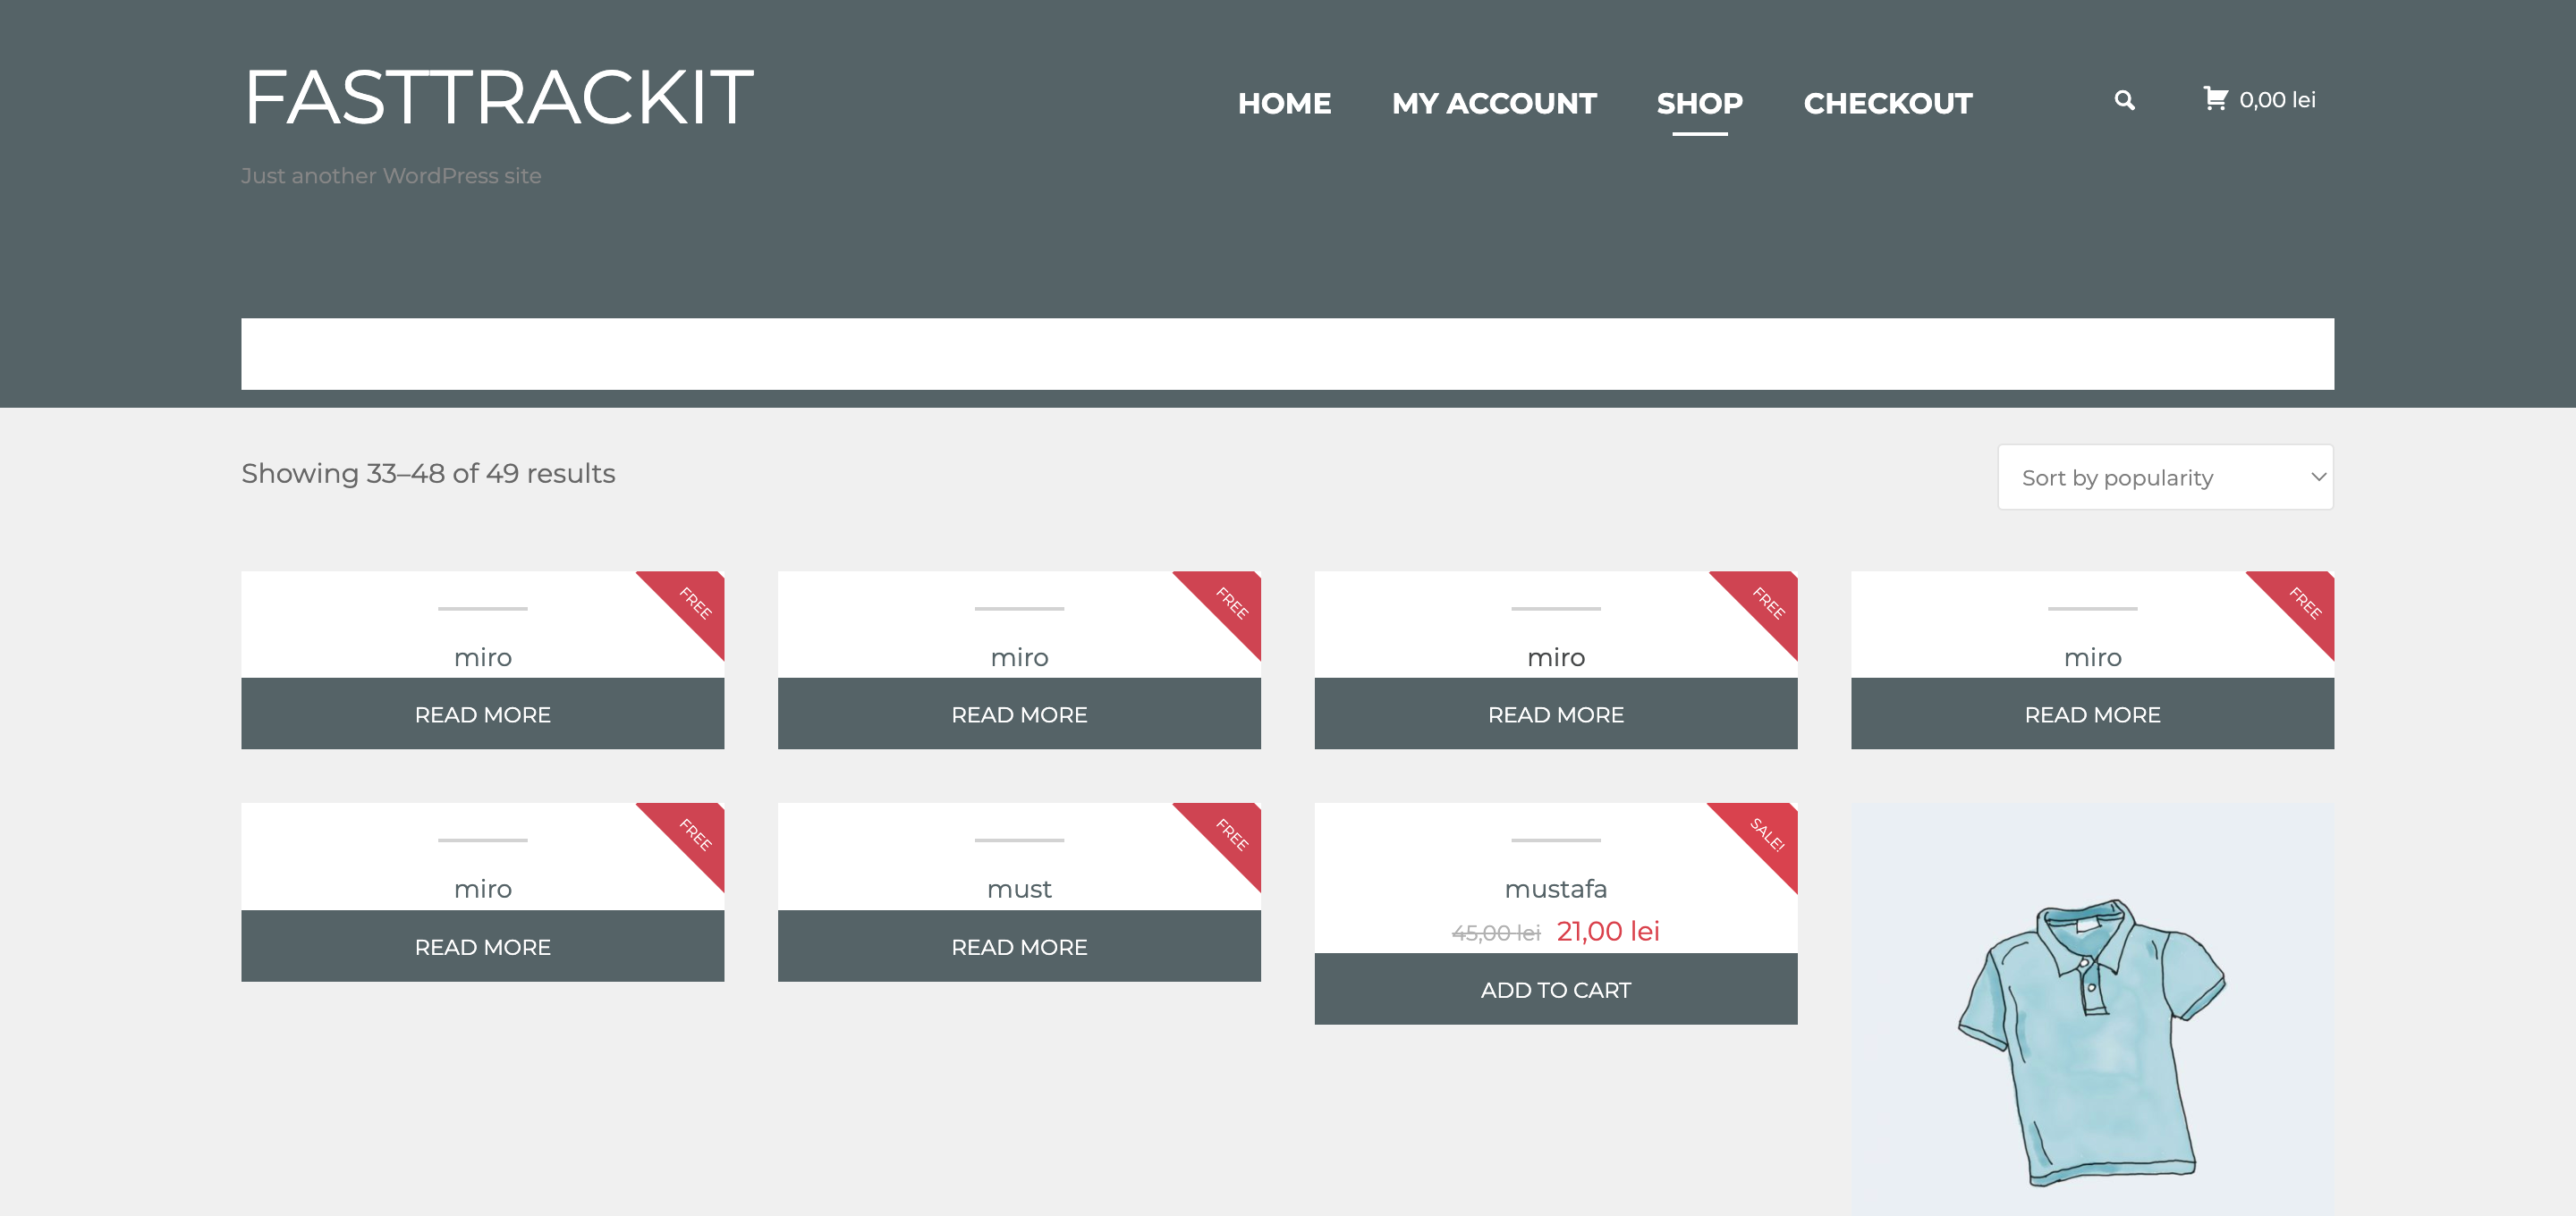 FASTTRACKIT
HOME MY ACCOUNT SHOP CHECKOUT 0,00 lei
Just another WordPress site
Showing 33–48 of 49 results
Sort by popularity
FREE FREE FREE FREE
miro miro miro miro
READ MORE READ MORE READ MORE READ MORE
FREE FREE SALE!
miro must mustafa
45,00 lei 21,00 lei
READ MORE READ MORE
ADD TO CART